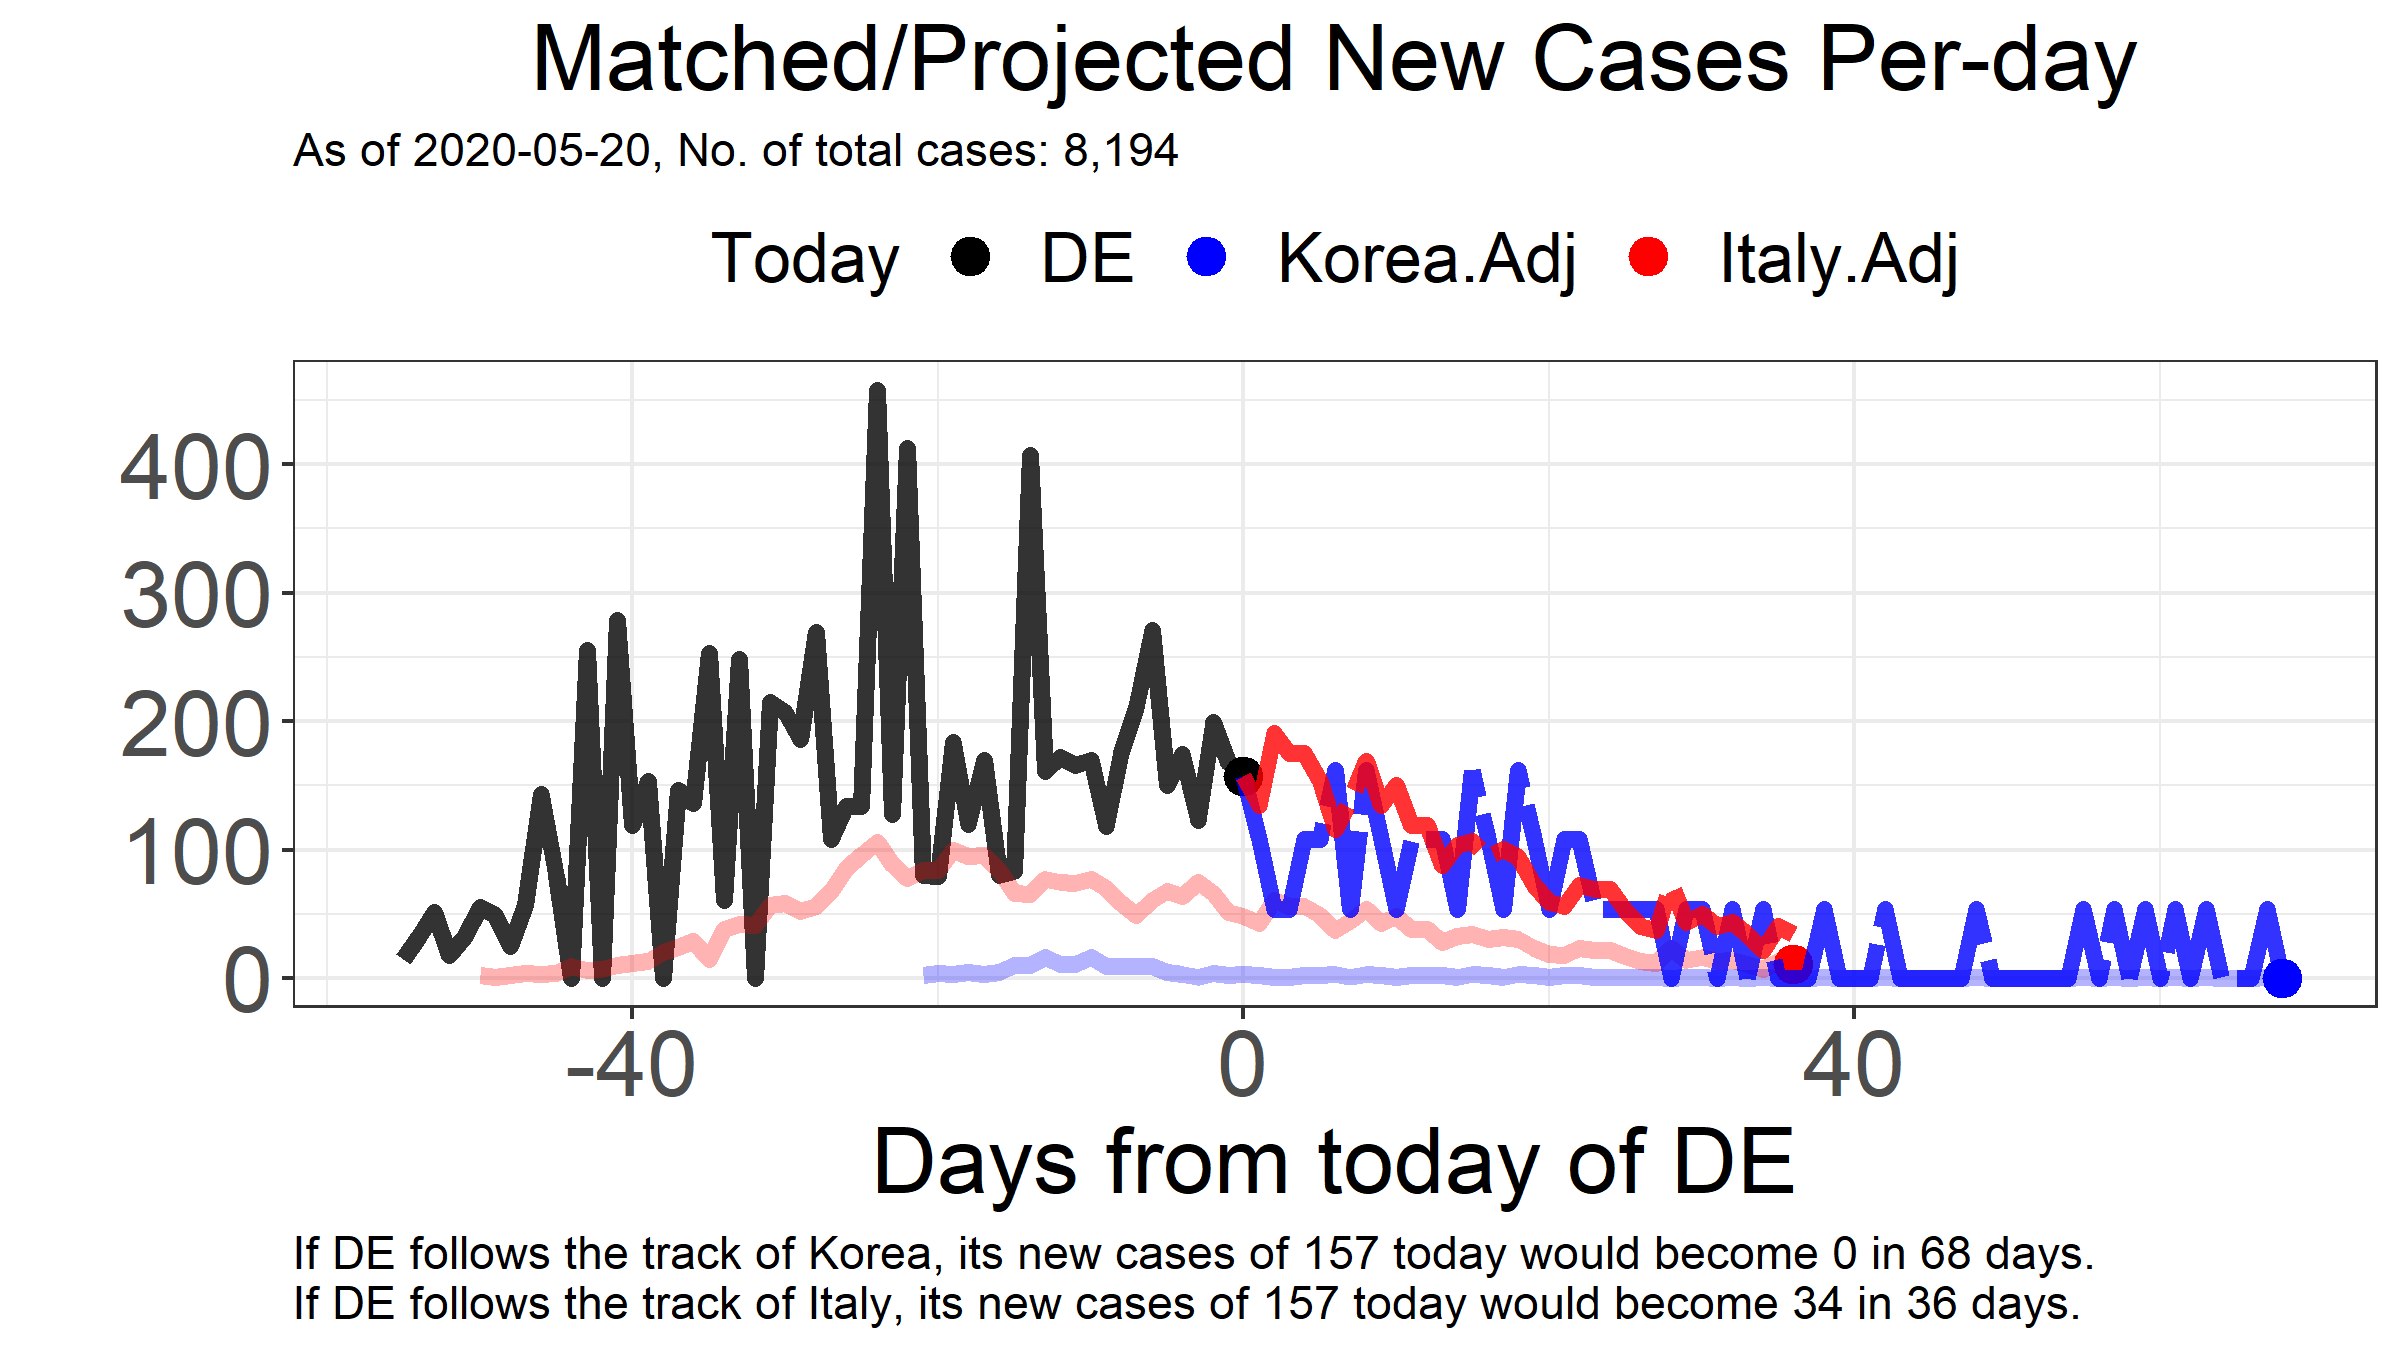 Matched/Projected New Cases Per-day
As of 2020-05-20, No. of total cases: 8,194
Today DE Korea.Adj Italy.Adj
400
300
200
100
0
-40 0 40
Days from today of DE
If DE follows the track of Korea, its new cases of 157 today would become 0 in 68 days.
If DE follows the track of Italy, its new cases of 157 today would become 34 in 36 days.